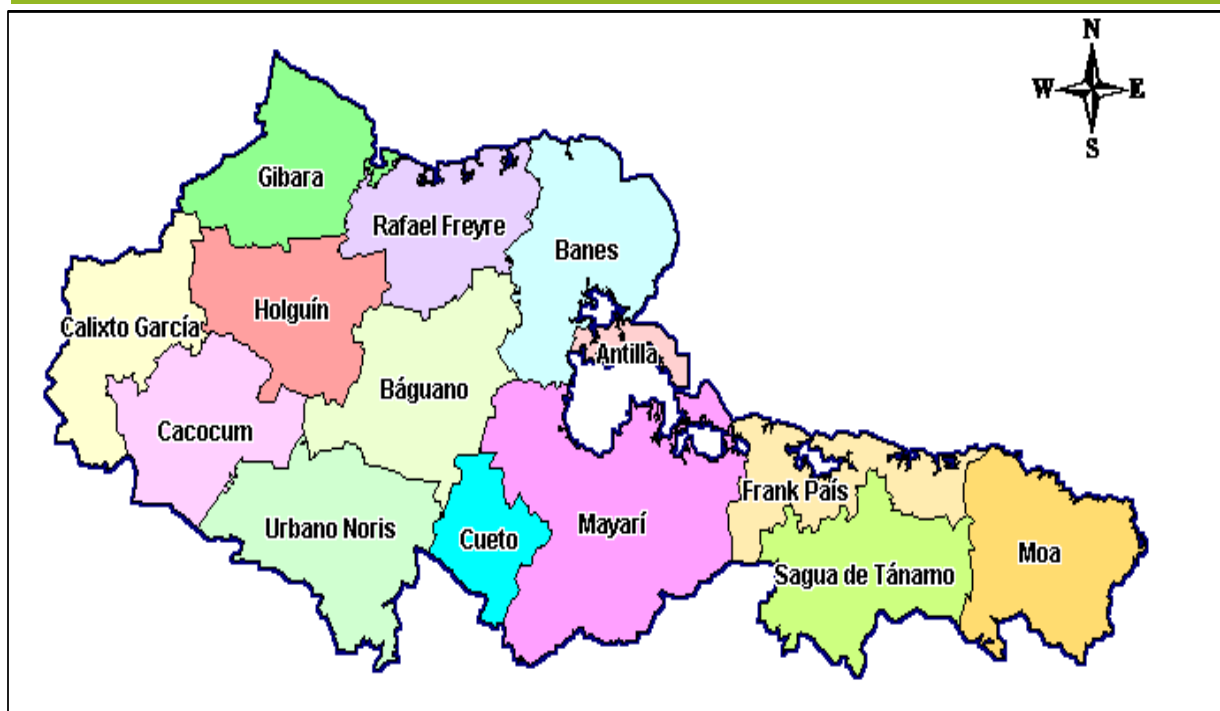 N
W E
S
Gibara
Rafael Freyre
Banes
Holguín
Calixto García
Antilla
Báguano
Cacocum
Frank País
Urbano Noris
Mayarí
Cueto
Moa
Sagua de Tánamo